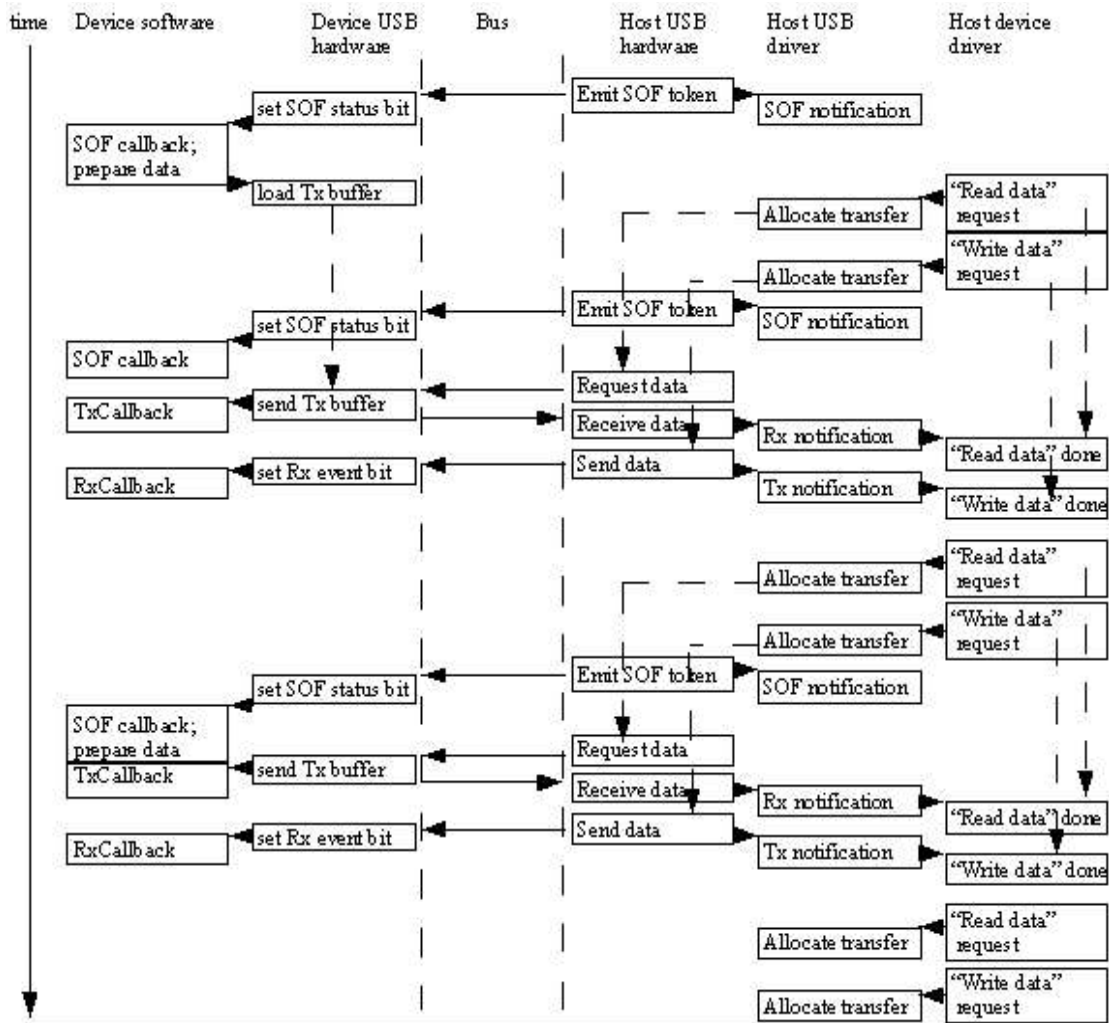 time
Device software
Device USB
hardware
Bus
Host USB
hardware
Host USB
driver
Host device
driver
Emit SOF token
set SOF status bit
SOF notification
SOF callback;
prepare data
load Tx buffer
"Read data"
request
Allocate transfer
"Write data"
request
Allocate transfer
Emit SOF token
set SOF status bit
SOF notification
SOF callback
Request data
send Tx buffer
TxCallback
Receive data
Rx notification
"Read data" done
Send data
set Rx event bit
RxCallback
Tx notification
"Write data" done
"Read data"
request
Allocate transfer
"Write data"
request
Allocate transfer
Emit SOF token
set SOF status bit
SOF notification
SOF callback;
prepare data
Request data
send Tx buffer
TxCallback
Receive data
Rx notification
"Read data" done
Send data
set Rx event bit
RxCallback
Tx notification
"Write data" done
"Read data"
request
Allocate transfer
"Write data"
request
Allocate transfer